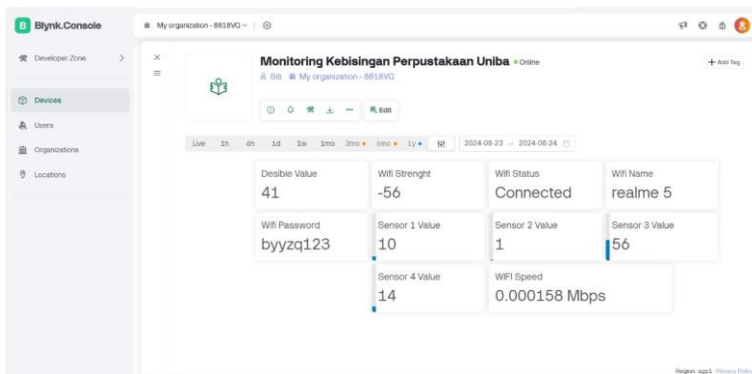 B Blynk.Console
My organization - 8818VQ
Developer Zone
Devices
Users
Organizations
Locations
Monitoring Kebisingan Perpustakaan Uniba • Online
+ Add Tag
Siti My organization - 8818VQ
Edit
Live 1h 6h 1d 1w 1mo 3mo 6mo 1y 2024-08-23 → 2024-08-24
Desible Value
41
Wifi Strenght
-56
Wifi Status
Connected
Wifi Name
realme 5
Wifi Password
byyzq123
Sensor 1 Value
10
Sensor 2 Value
1
Sensor 3 Value
56
Sensor 4 Value
14
WIFI Speed
0.000158 Mbps
Region: sgp1 Privacy Policy